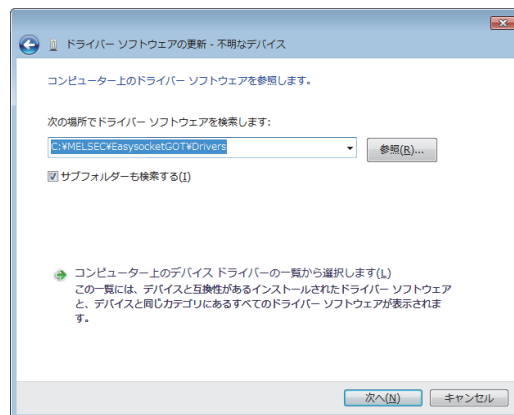 ドライバー ソフトウェアの更新 - 不明なデバイス
コンピューター上のドライバー ソフトウェアを参照します。
次の場所でドライバー ソフトウェアを検索します:
C:¥MELSEC¥EasysocketGOT¥Drivers
参照(R)...
サブフォルダーも検索する(I)
コンピューター上のデバイス ドライバーの一覧から選択します(L)
この一覧には、デバイスと互換性があるインストールされたドライバー ソフトウェア
と、デバイスと同じカテゴリにあるすべてのドライバー ソフトウェアが表示されま
す。
次へ(N)
キャンセル